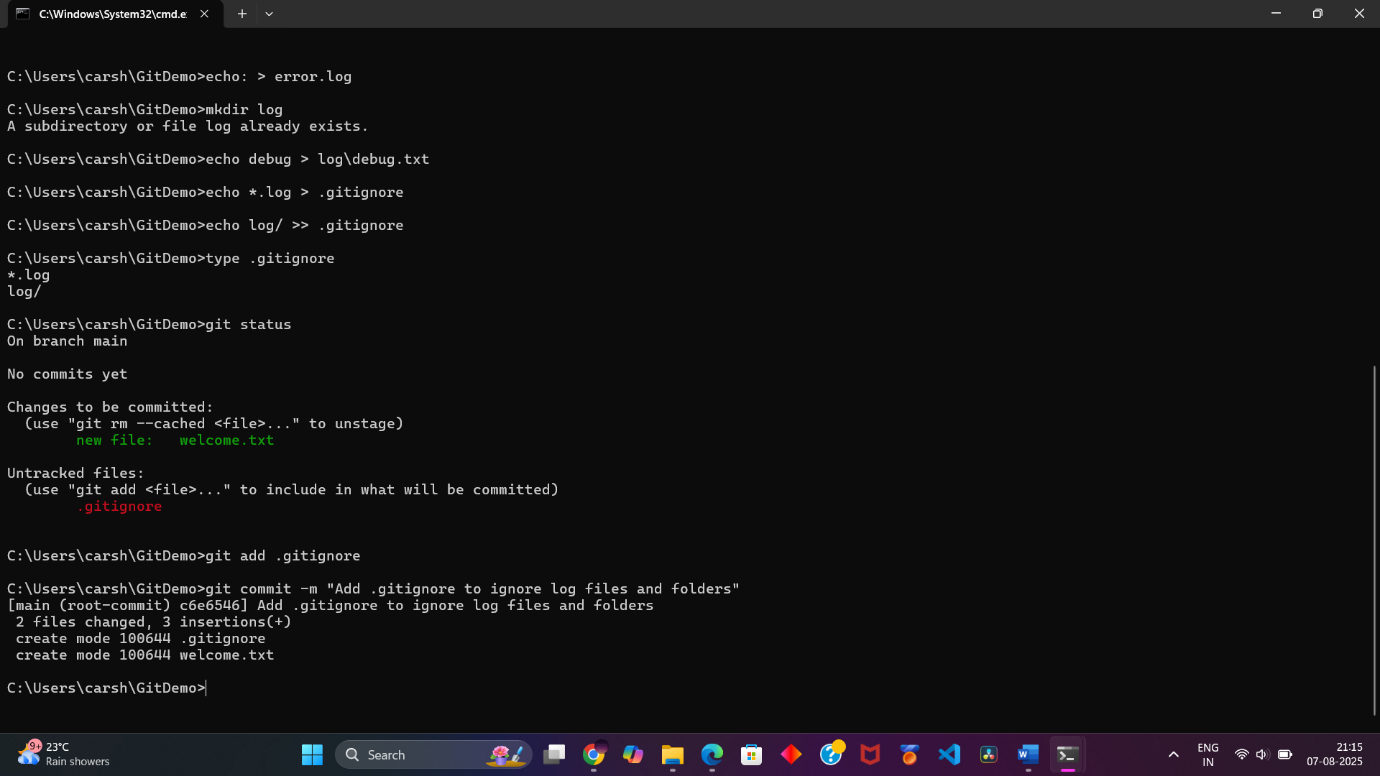 C:\Windows\System32\cmd.e
C:\Users\carsh\GitDemo>echo: > error.log
C:\Users\carsh\GitDemo>mkdir log
A subdirectory or file log already exists.
C:\Users\carsh\GitDemo>echo debug > log\debug.txt
C:\Users\carsh\GitDemo>echo *.log > .gitignore
C:\Users\carsh\GitDemo>echo log/ >> .gitignore
C:\Users\carsh\GitDemo>type .gitignore
*.log
log/
C:\Users\carsh\GitDemo>git status
On branch main
No commits yet
Changes to be committed:
(use "git rm --cached <file>..." to unstage)
new file: welcome.txt
Untracked files:
(use "git add <file>..." to include in what will be committed)
.gitignore
C:\Users\carsh\GitDemo>git add .gitignore
C:\Users\carsh\GitDemo>git commit -m "Add .gitignore to ignore log files and folders"
[main (root-commit) c6e6546] Add .gitignore to ignore log files and folders
2 files changed, 3 insertions(+)
create mode 100644 .gitignore
create mode 100644 welcome.txt
C:\Users\carsh\GitDemo>
9+
23°C
Rain showers
Search
ENG
IN
21:15
07-08-2025